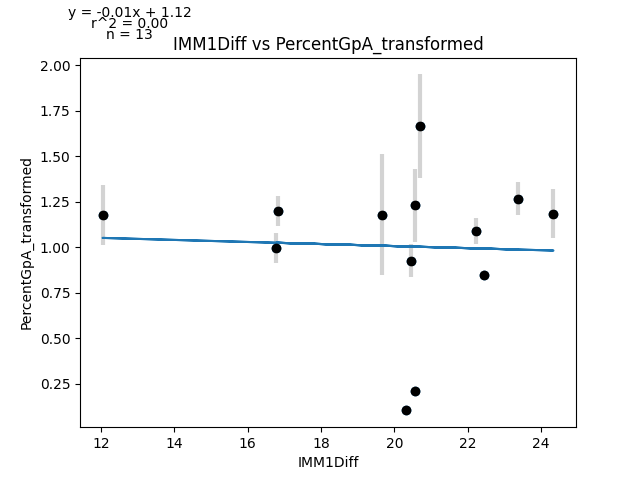 y = -0.01x + 1.12
r^2 = 0.00
n = 13
IMM1Diff vs PercentGpA_transformed
2.00
1.75
1.50
1.25
1.00
0.75
0.50
0.25
PercentGpA_transformed
12 14 16 18 20 22 24
IMM1Diff